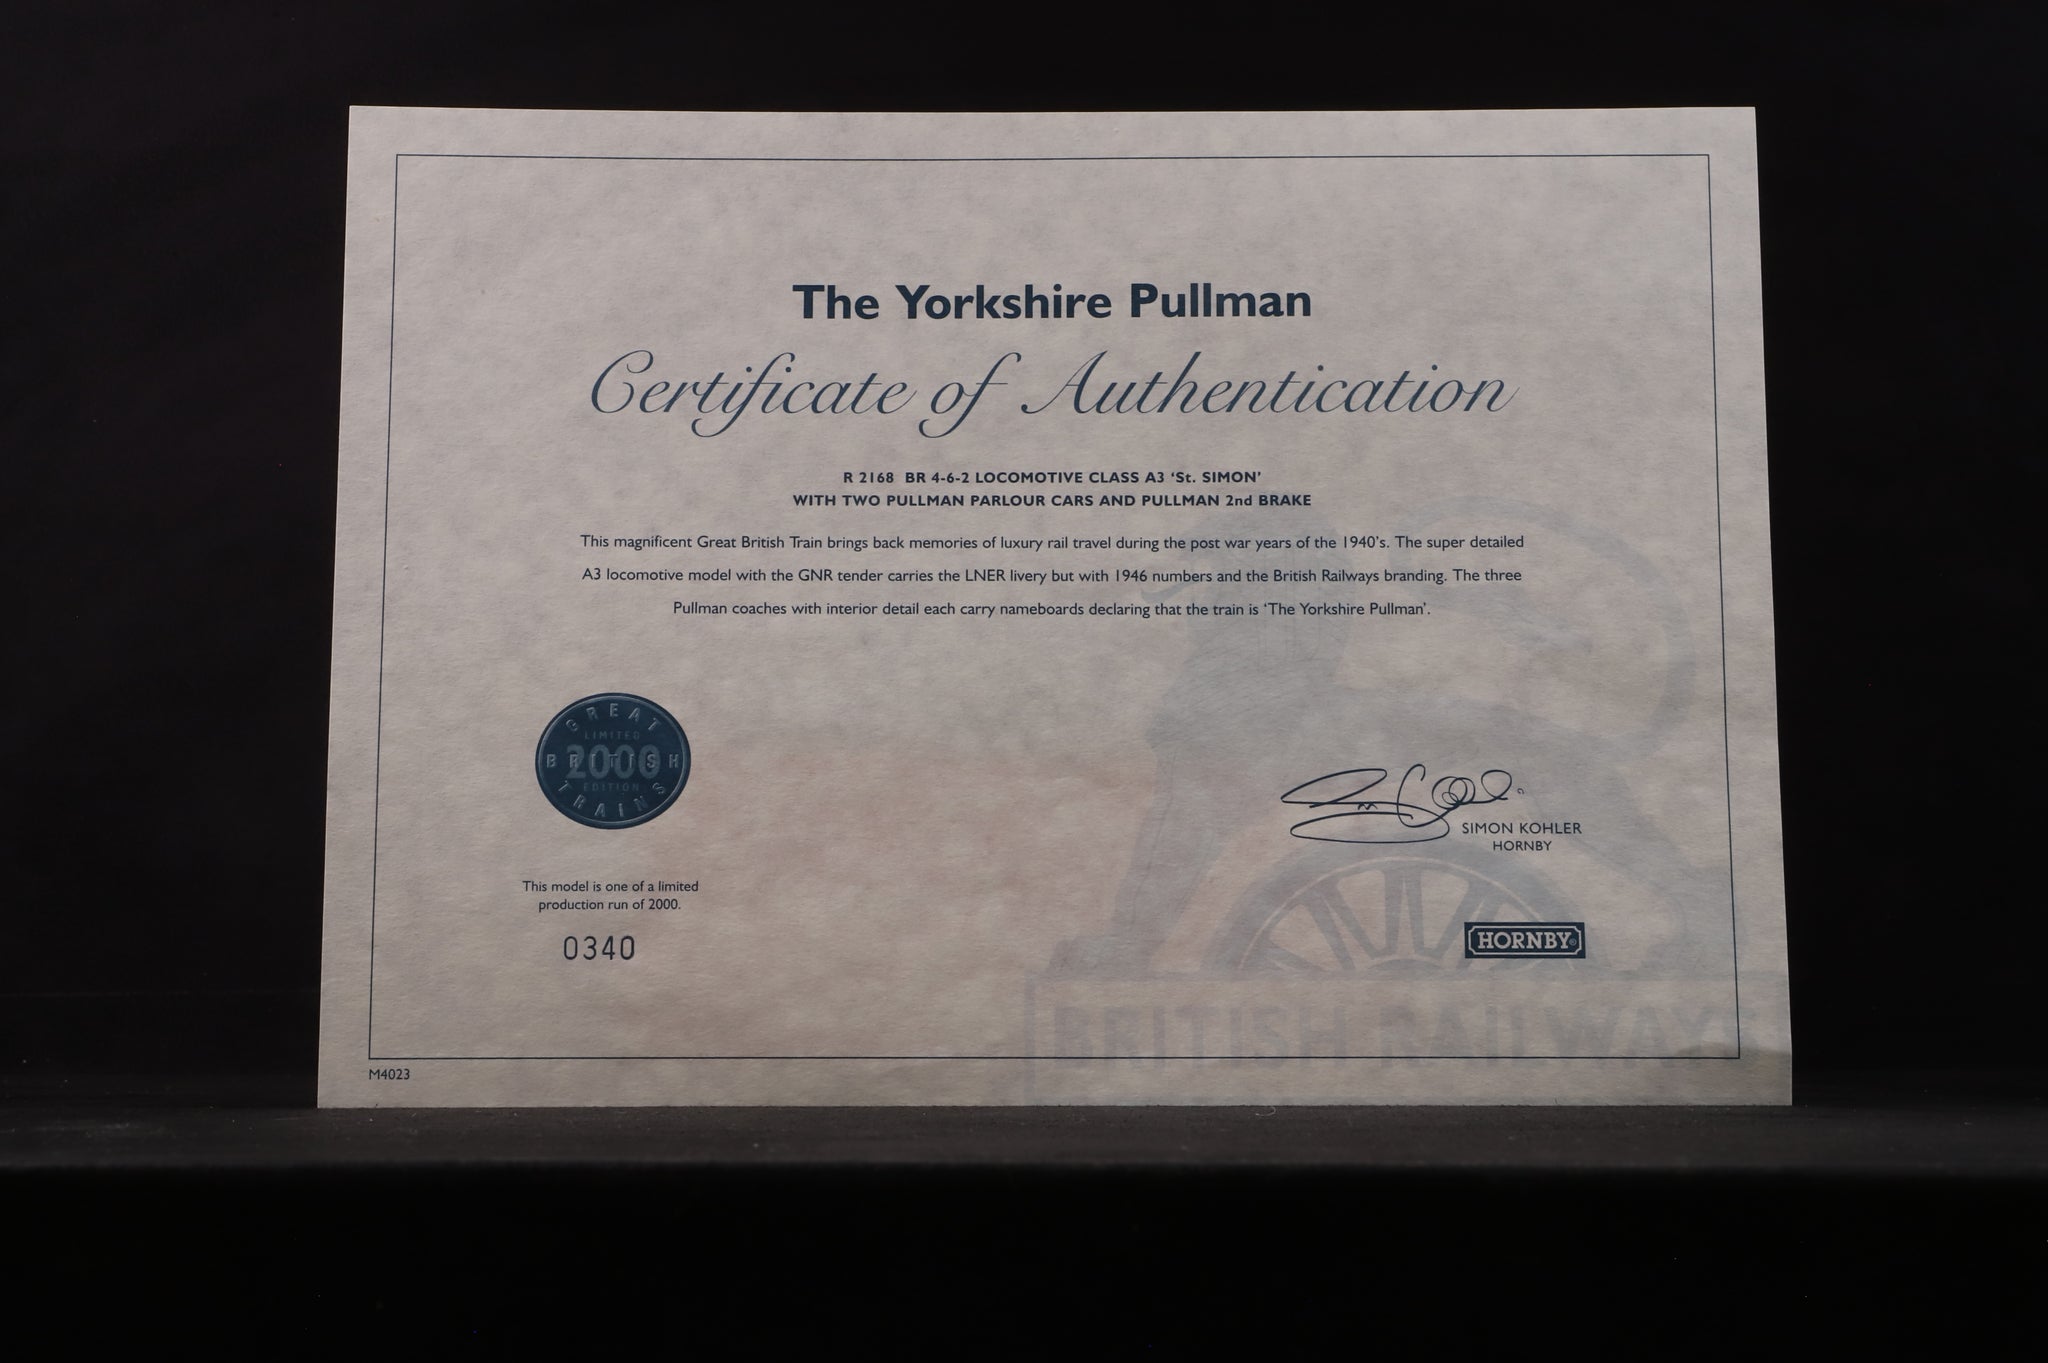 The Yorkshire Pullman
Certificate of Authentication
R 2168 BR 4-6-2 LOCOMOTIVE CLASS A3 ‘St. SIMON’
WITH TWO PULLMAN PARLOUR CARS AND PULLMAN 2nd BRAKE
This magnificent Great British Train brings back memories of luxury rail travel during the post war years of the 1940's. The super detailed
A3 locomotive model with the GNR tender carries the LNER livery but with 1946 numbers and the British Railways branding. The three
Pullman coaches with interior detail each carry nameboards declaring that the train is ‘The Yorkshire Pullman’.
GREAT
LIMITED
2000
BRITISH
EDITION
TRAINS
SIMON KOHLER
HORNBY
This model is one of a limited
production run of 2000.
0340
HORNBY®
BRITISH RAILWAYS
M4023